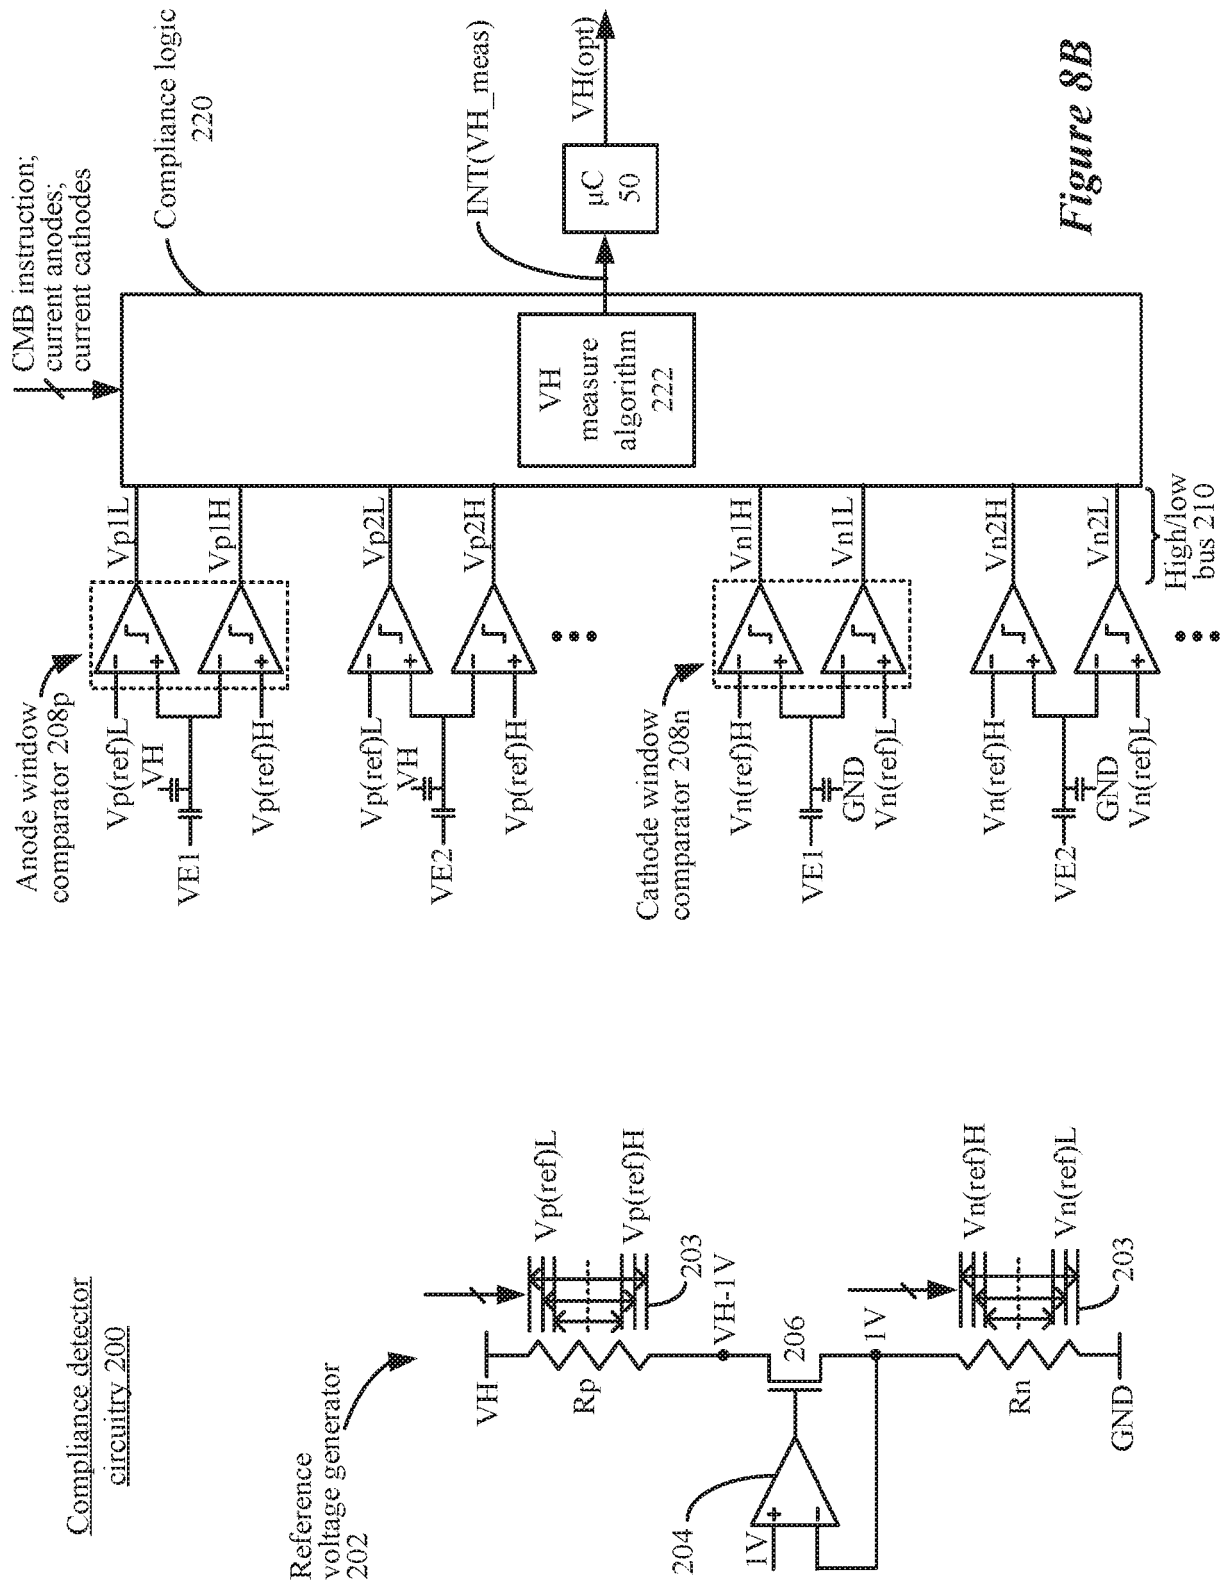 Compliance detector
circuitry 200
Reference
voltage generator
202
VH
Rp
Vp(ref)L
Vp(ref)H
203
VH-1V
204
1V
+
−
206
1V
Rn
Vn(ref)H
Vn(ref)L
203
GND
Anode window
comparator 208p
Vp(ref)L
VH
VE1
Vp(ref)H
−
+
−
+
Vp1L
Vp1H
Vp(ref)L
VH
VE2
Vp(ref)H
−
+
−
+
Vp2L
Vp2H
Cathode window
comparator 208n
Vn(ref)H
VE1
GND
Vn(ref)L
−
+
−
+
Vn1H
Vn1L
Vn(ref)H
VE2
GND
Vn(ref)L
−
+
−
+
Vn2H
Vn2L
High/low
bus 210
CMB instruction;
current anodes;
current cathodes
Compliance logic
220
VH
measure
algorithm
222
INT(VH_meas)
µC
50
VH(opt)
Figure 8B